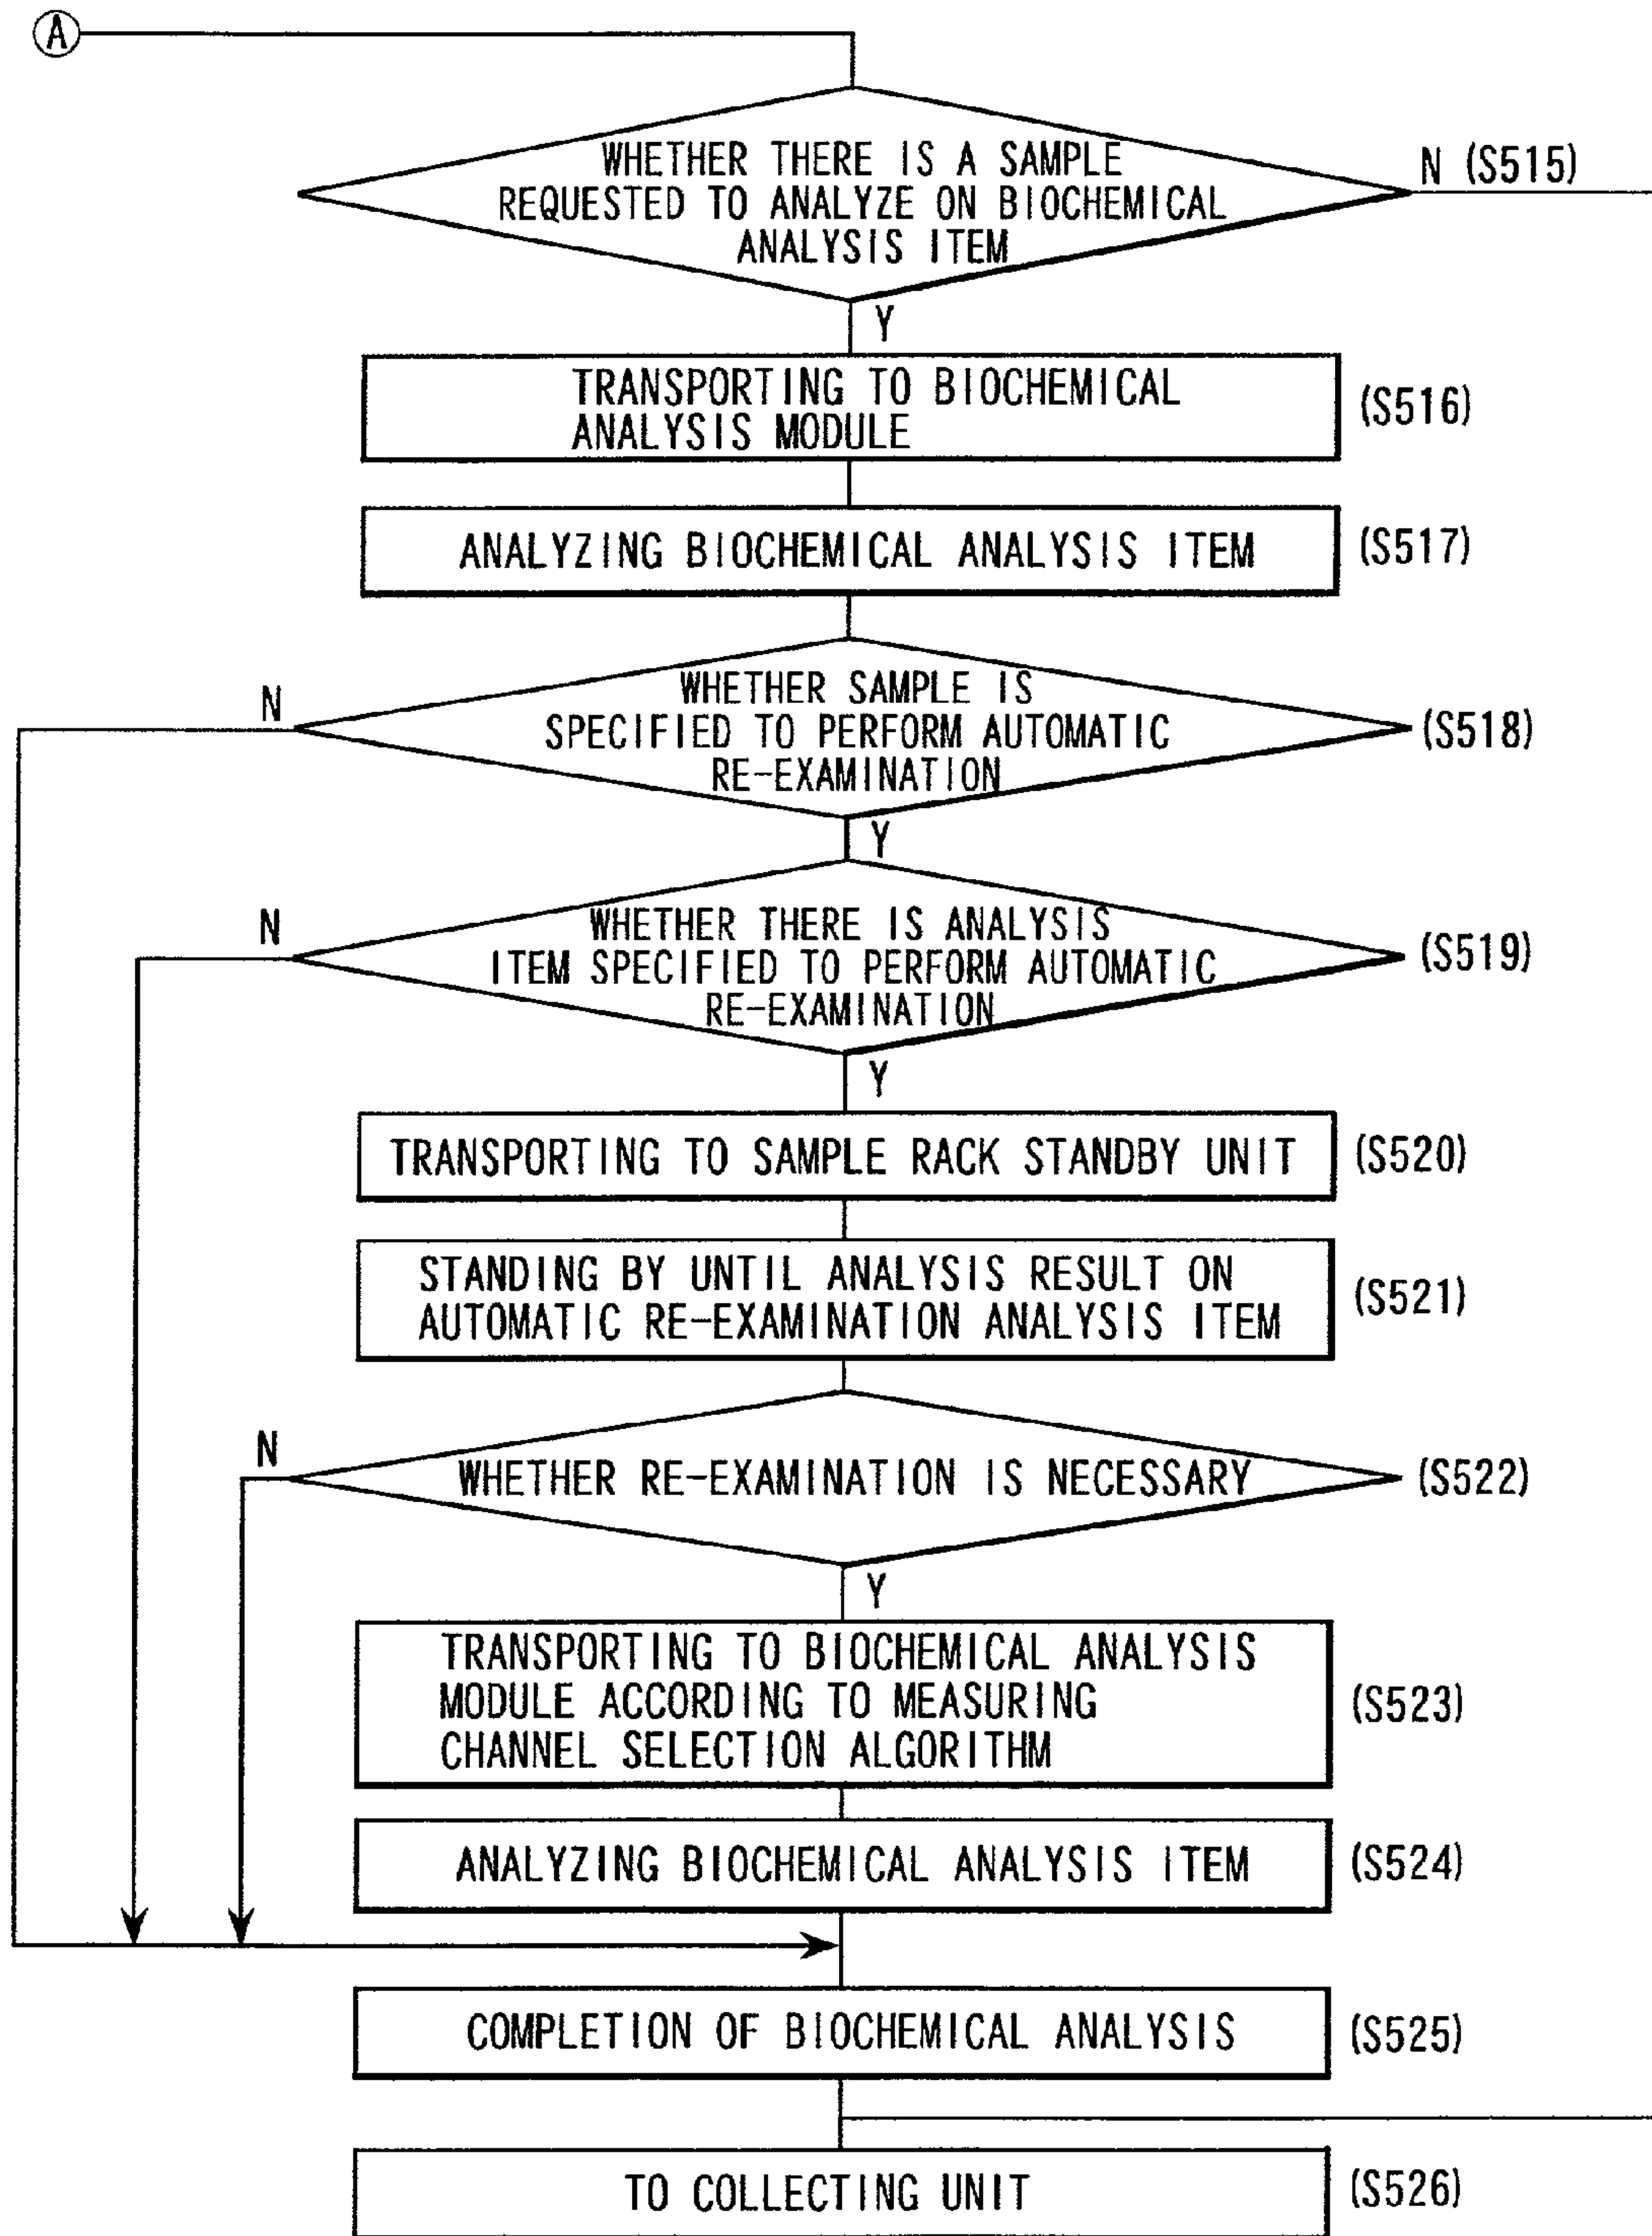 A
WHETHER THERE IS A SAMPLE
REQUESTED TO ANALYZE ON BIOCHEMICAL
ANALYSIS ITEM
N (S515)
Y
TRANSPORTING TO BIOCHEMICAL
ANALYSIS MODULE
(S516)
ANALYZING BIOCHEMICAL ANALYSIS ITEM
(S517)
N
WHETHER SAMPLE IS
SPECIFIED TO PERFORM AUTOMATIC
RE-EXAMINATION
(S518)
Y
N
WHETHER THERE IS ANALYSIS
ITEM SPECIFIED TO PERFORM AUTOMATIC
RE-EXAMINATION
(S519)
Y
TRANSPORTING TO SAMPLE RACK STANDBY UNIT
(S520)
STANDING BY UNTIL ANALYSIS RESULT ON
AUTOMATIC RE-EXAMINATION ANALYSIS ITEM
(S521)
N
WHETHER RE-EXAMINATION IS NECESSARY
(S522)
Y
TRANSPORTING TO BIOCHEMICAL ANALYSIS
MODULE ACCORDING TO MEASURING
CHANNEL SELECTION ALGORITHM
(S523)
ANALYZING BIOCHEMICAL ANALYSIS ITEM
(S524)
COMPLETION OF BIOCHEMICAL ANALYSIS
(S525)
TO COLLECTING UNIT
(S526)